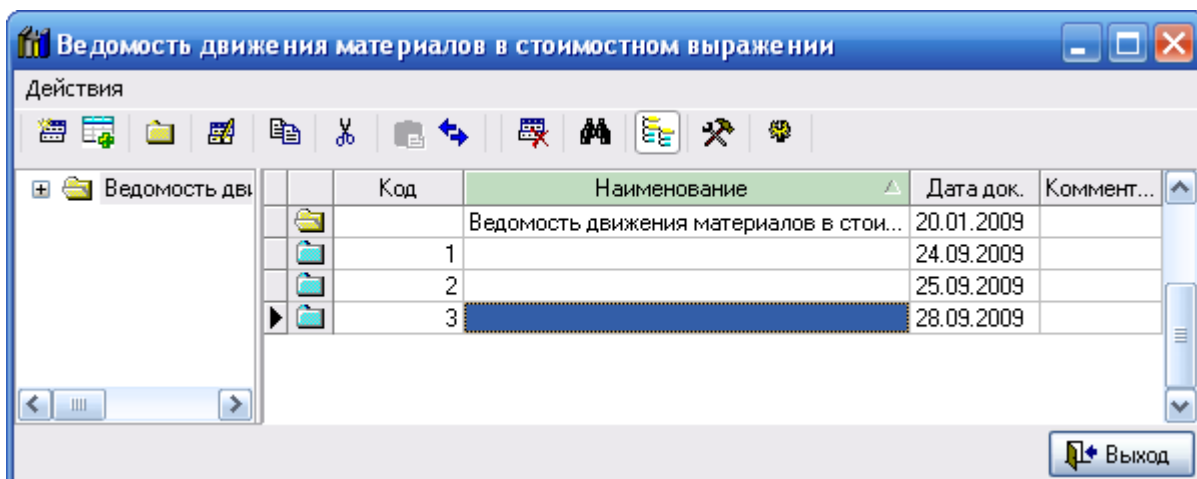 Ведомость движения материалов в стоимостном выражении
Действия
Ведомость дви
Код Наименование Дата док. Коммент...
Ведомость движения материалов в стои... 20.01.2009
1 24.09.2009
2 25.09.2009
3 28.09.2009
Выход